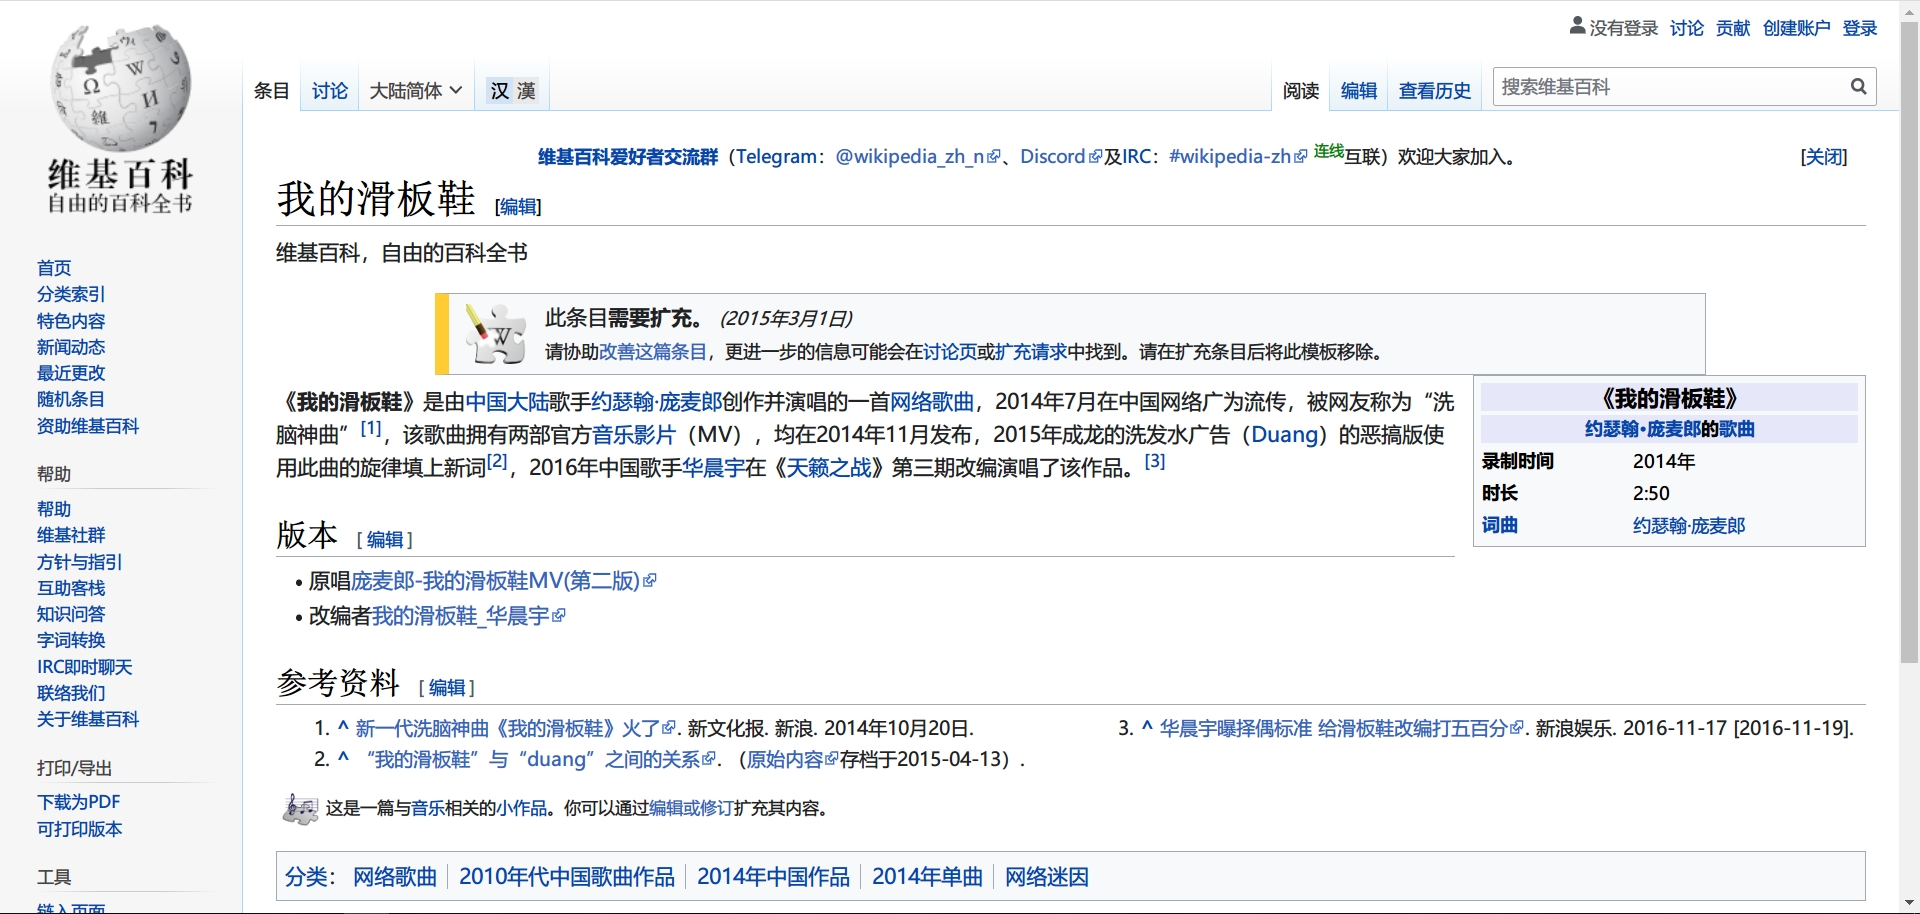 没有登录 讨论 贡献 创建账户 登录
条目 讨论 大陆简体 汉 漢 阅读 编辑 查看历史 搜索维基百科
维基百科
自由的百科全书
首页
分类索引
特色内容
新闻动态
最近更改
随机条目
资助维基百科
帮助
帮助
维基社群
方针与指引
互助客栈
知识问答
字词转换
IRC即时聊天
联络我们
关于维基百科
打印/导出
下载为PDF
可打印版本
工具
链入页面
维基百科爱好者交流群（Telegram：@wikipedia_zh_n、Discord及IRC：#wikipedia-zh 连线互联）欢迎大家加入。 [关闭]
我的滑板鞋 [编辑]
维基百科，自由的百科全书
此条目需要扩充。 (2015年3月1日)
请协助改善这篇条目，更进一步的信息可能会在讨论页或扩充请求中找到。请在扩充条目后将此模板移除。
《我的滑板鞋》是由中国大陆歌手约瑟翰·庞麦郎创作并演唱的一首网络歌曲，2014年7月在中国网络广为流传，被网友称为“洗
脑神曲”[1]，该歌曲拥有两部官方音乐影片（MV），均在2014年11月发布，2015年成龙的洗发水广告（Duang）的恶搞版使
用此曲的旋律填上新词[2]，2016年中国歌手华晨宇在《天籁之战》第三期改编演唱了该作品。[3]
《我的滑板鞋》
约瑟翰·庞麦郎的歌曲
录制时间 2014年
时长 2:50
词曲 约瑟翰·庞麦郎
版本 [编辑]
• 原唱庞麦郎-我的滑板鞋MV(第二版)
• 改编者我的滑板鞋_华晨宇
参考资料 [编辑]
1. ^ 新一代洗脑神曲《我的滑板鞋》火了. 新文化报. 新浪. 2014年10月20日.
2. ^ “我的滑板鞋”与“duang”之间的关系. （原始内容存档于2015-04-13）.
3. ^ 华晨宇曝择偶标准 给滑板鞋改编打五百分. 新浪娱乐. 2016-11-17 [2016-11-19].
这是一篇与音乐相关的小作品。你可以通过编辑或修订扩充其内容。
分类： 网络歌曲 | 2010年代中国歌曲作品 | 2014年中国作品 | 2014年单曲 | 网络迷因